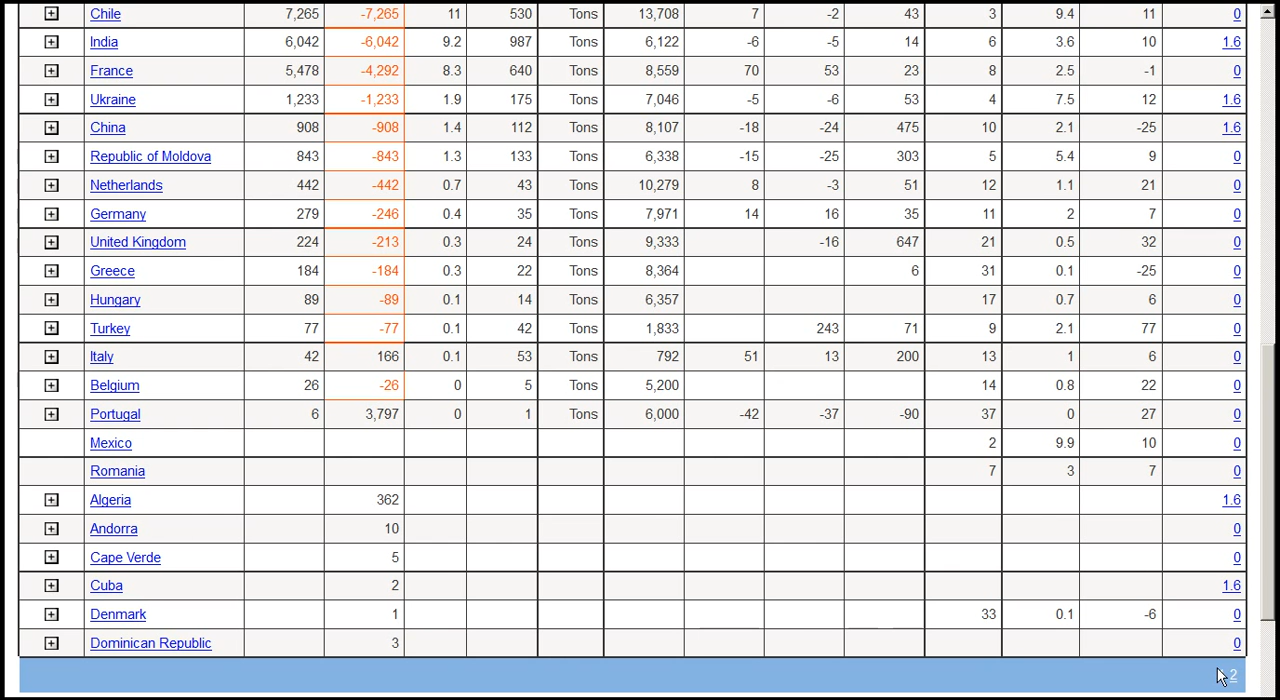 Chile 7,265 -7,265 11 530 Tons 13,708 7 -2 43 3 9.4 11 0
India 6,042 -6,042 9.2 987 Tons 6,122 -6 -5 14 6 3.6 10 1.6
France 5,478 -4,292 8.3 640 Tons 8,559 70 53 23 8 2.5 -1 0
Ukraine 1,233 -1,233 1.9 175 Tons 7,046 -5 -6 53 4 7.5 12 1.6
China 908 -908 1.4 112 Tons 8,107 -18 -24 475 10 2.1 -25 1.6
Republic of Moldova 843 -843 1.3 133 Tons 6,338 -15 -25 303 5 5.4 9 0
Netherlands 442 -442 0.7 43 Tons 10,279 8 -3 51 12 1.1 21 0
Germany 279 -246 0.4 35 Tons 7,971 14 16 35 11 2 7 0
United Kingdom 224 -213 0.3 24 Tons 9,333 -16 647 21 0.5 32 0
Greece 184 -184 0.3 22 Tons 8,364 6 31 0.1 -25 0
Hungary 89 -89 0.1 14 Tons 6,357 17 0.7 6 0
Turkey 77 -77 0.1 42 Tons 1,833 243 71 9 2.1 77 0
Italy 42 166 0.1 53 Tons 792 51 13 200 13 1 6 0
Belgium 26 -26 0 5 Tons 5,200 14 0.8 22 0
Portugal 6 3,797 0 1 Tons 6,000 -42 -37 -90 37 0 27 0
Mexico 2 9.9 10 0
Romania 7 3 7 0
Algeria 362 1.6
Andorra 10 0
Cape Verde 5 0
Cuba 2 1.6
Denmark 1 33 0.1 -6 0
Dominican Republic 3 0
2